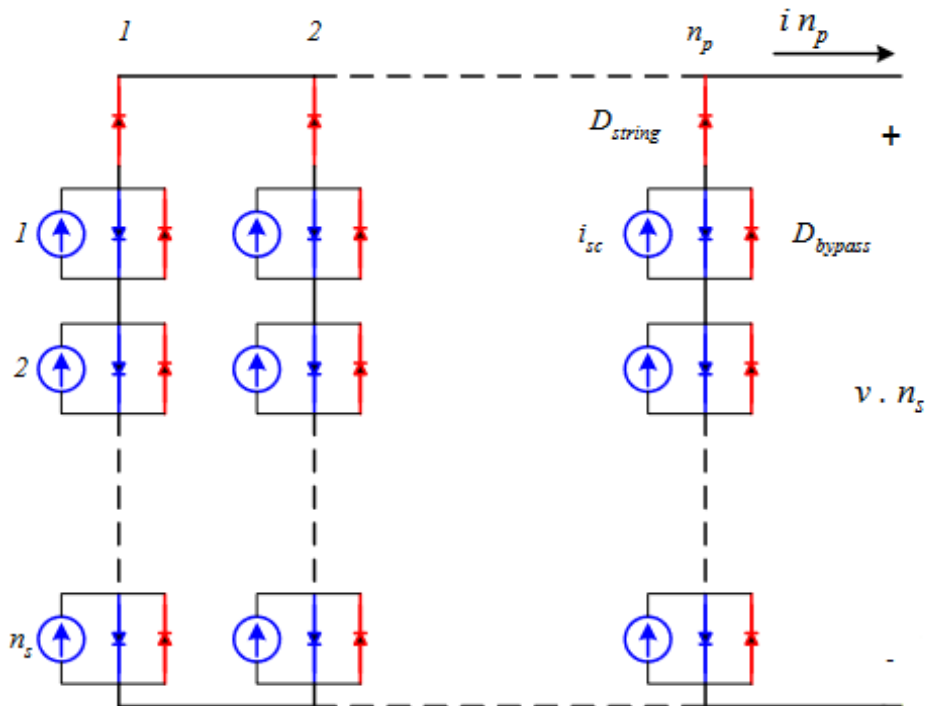 1 2 n_p i n_p
D_string +
1 i_sc D_bypass
2 v . n_s
n_s -